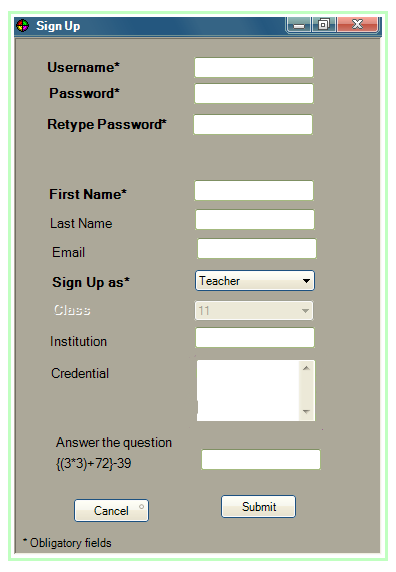 Sign Up
Username*
Password*
Retype Password*
First Name*
Last Name
Email
Sign Up as* Teacher
Class 11
Institution
Credential
Answer the question
{(3*3)+72}-39
Cancel Submit
* Obligatory fields